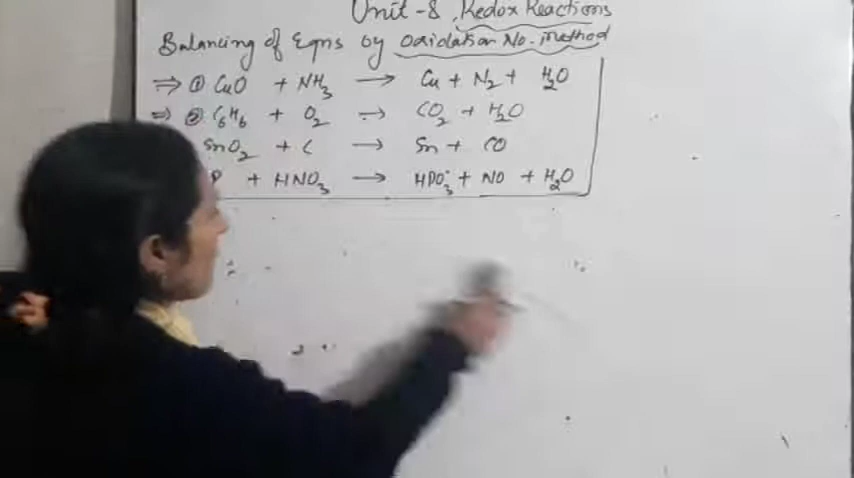 Unit-8, Redox Reactions
Balancing of Eqns by Oxidation No. method
⇒ ① CuO + NH₃ → Cu + N₂ + H₂O
⇒ ② C₆H₆ + O₂ → CO₂ + H₂O
SnO₂ + C → Sn + CO
P + HNO₃ → HPO₃ + NO + H₂O